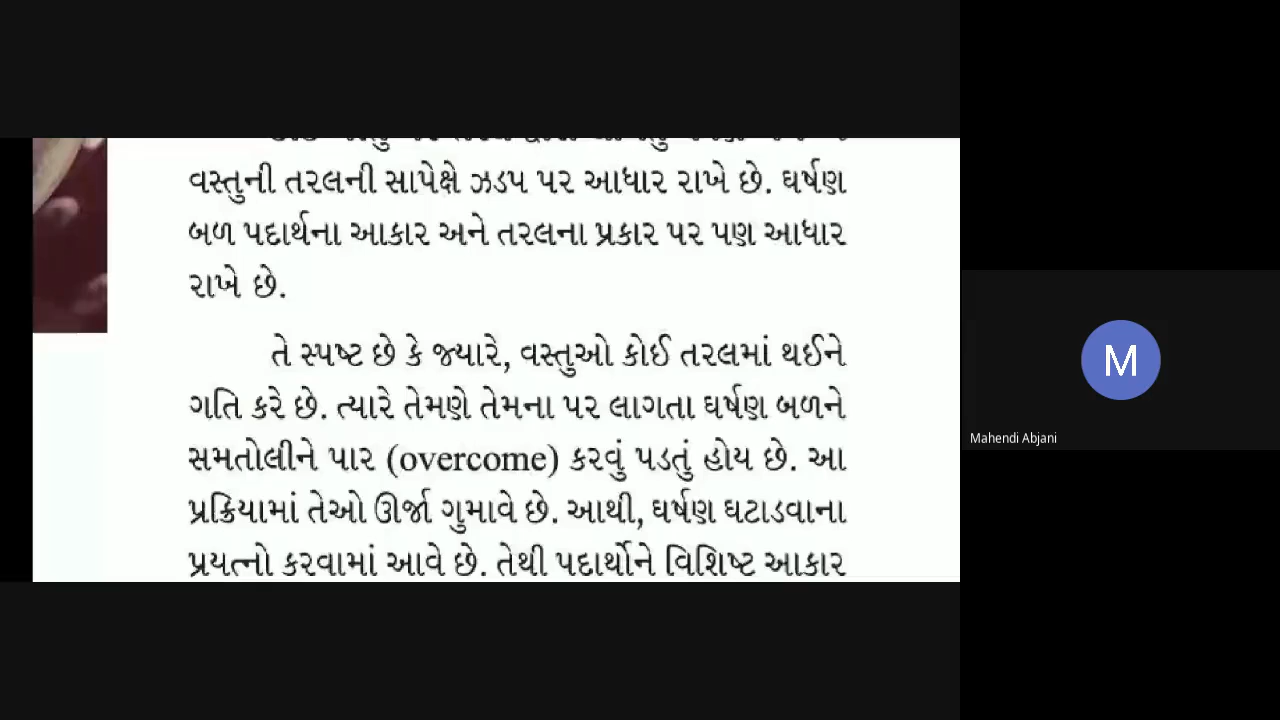 વસ્તુની તરલની સાપેક્ષે ઝડપ પર આધાર રાખે છે. ઘર્ષણ
બળ પદાર્થના આકાર અને તરલના પ્રકાર પર પણ આધાર
રાખે છે.
તે સ્પષ્ટ છે કે જ્યારે, વસ્તુઓ કોઈ તરલમાં થઈને
ગતિ કરે છે. ત્યારે તેમણે તેમના પર લાગતા ઘર્ષણ બળને
સમતોલીને પાર (overcome) કરવું પડતું હોય છે. આ
પ્રક્રિયામાં તેઓ ઊર્જા ગુમાવે છે. આથી, ઘર્ષણ ઘટાડવાના
પ્રયત્નો કરવામાં આવે છે. તેથી પદાર્થોને વિશિષ્ટ આકાર
M
Mahendi Abjani